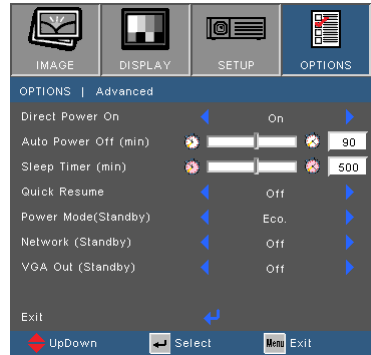 IMAGE DISPLAY SETUP OPTIONS
OPTIONS | Advanced
Direct Power On On
Auto Power Off (min) 90
Sleep Timer (min) 500
Quick Resume Off
Power Mode(Standby) Eco.
Network (Standby) Off
VGA Out (Standby) Off
Exit
UpDown Select Menu Exit